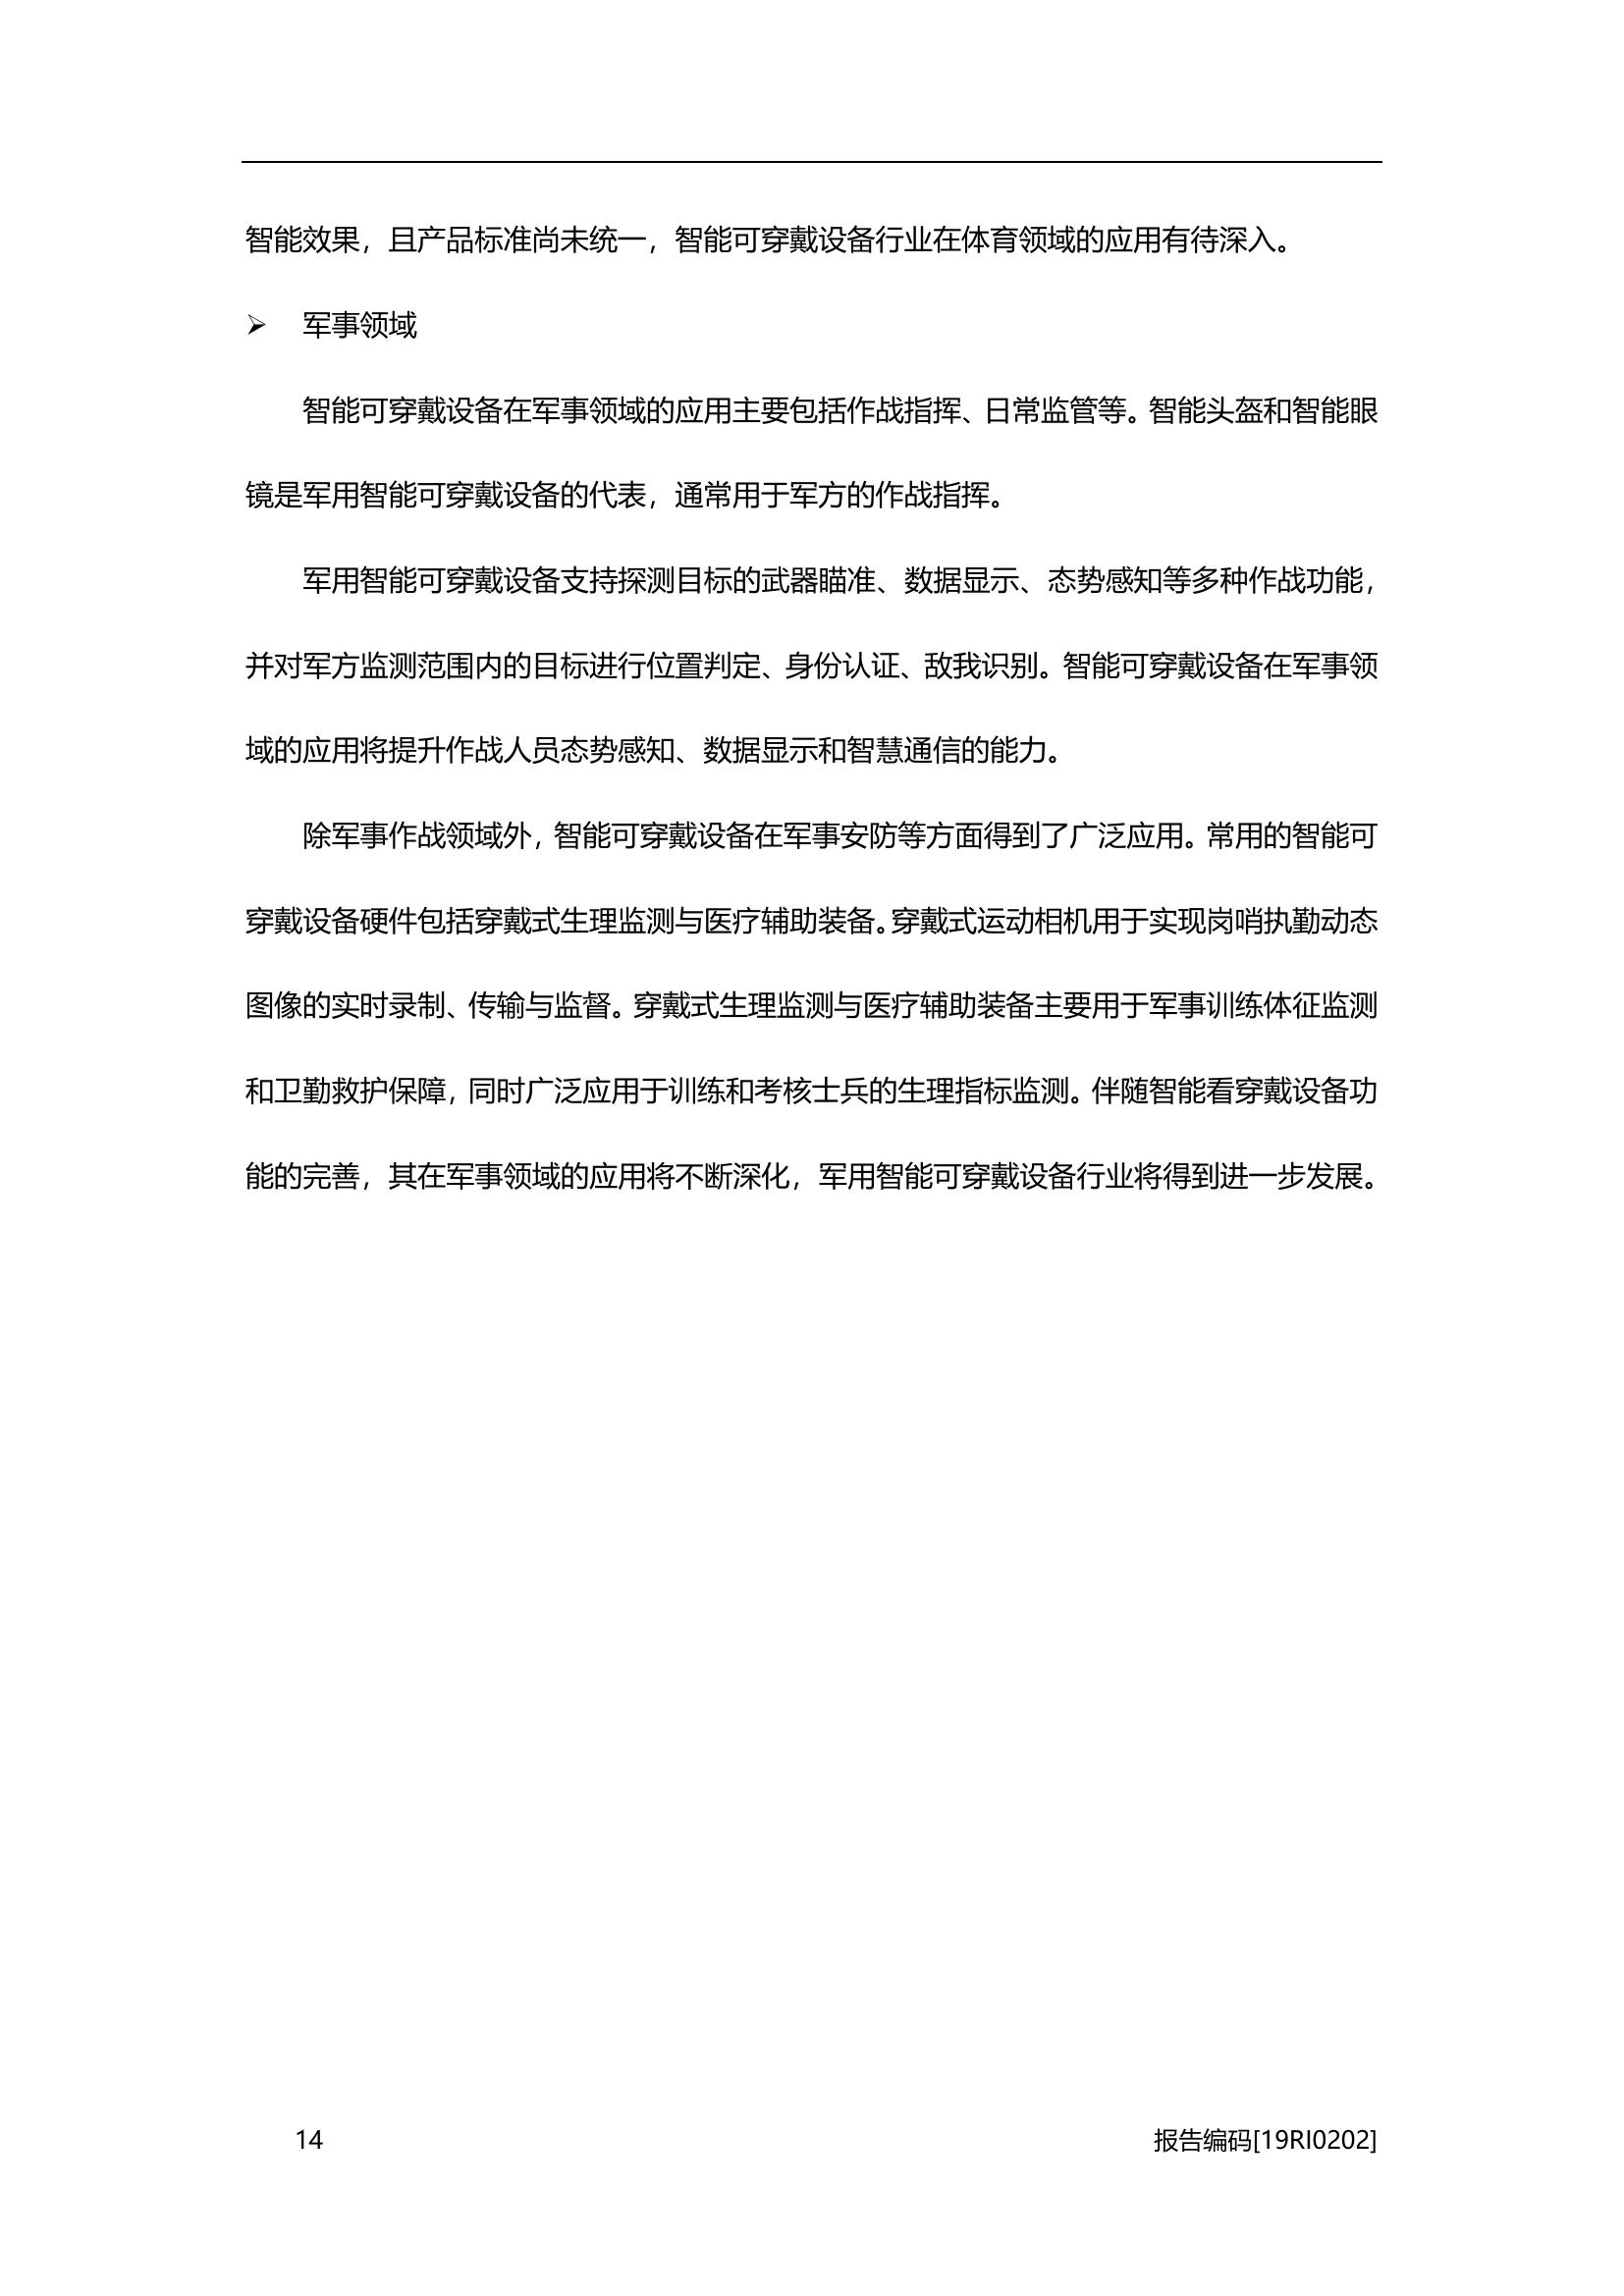 智能效果，且产品标准尚未统一，智能可穿戴设备行业在体育领域的应用有待深入。
➢ 军事领域
智能可穿戴设备在军事领域的应用主要包括作战指挥、日常监管等。智能头盔和智能眼
镜是军用智能可穿戴设备的代表，通常用于军方的作战指挥。
军用智能可穿戴设备支持探测目标的武器瞄准、数据显示、态势感知等多种作战功能，
并对军方监测范围内的目标进行位置判定、身份认证、敌我识别。智能可穿戴设备在军事领
域的应用将提升作战人员态势感知、数据显示和智慧通信的能力。
除军事作战领域外，智能可穿戴设备在军事安防等方面得到了广泛应用。常用的智能可
穿戴设备硬件包括穿戴式生理监测与医疗辅助装备。穿戴式运动相机用于实现岗哨执勤动态
图像的实时录制、传输与监督。穿戴式生理监测与医疗辅助装备主要用于军事训练体征监测
和卫勤救护保障，同时广泛应用于训练和考核士兵的生理指标监测。伴随智能看穿戴设备功
能的完善，其在军事领域的应用将不断深化，军用智能可穿戴设备行业将得到进一步发展。
14 报告编码[19RI0202]